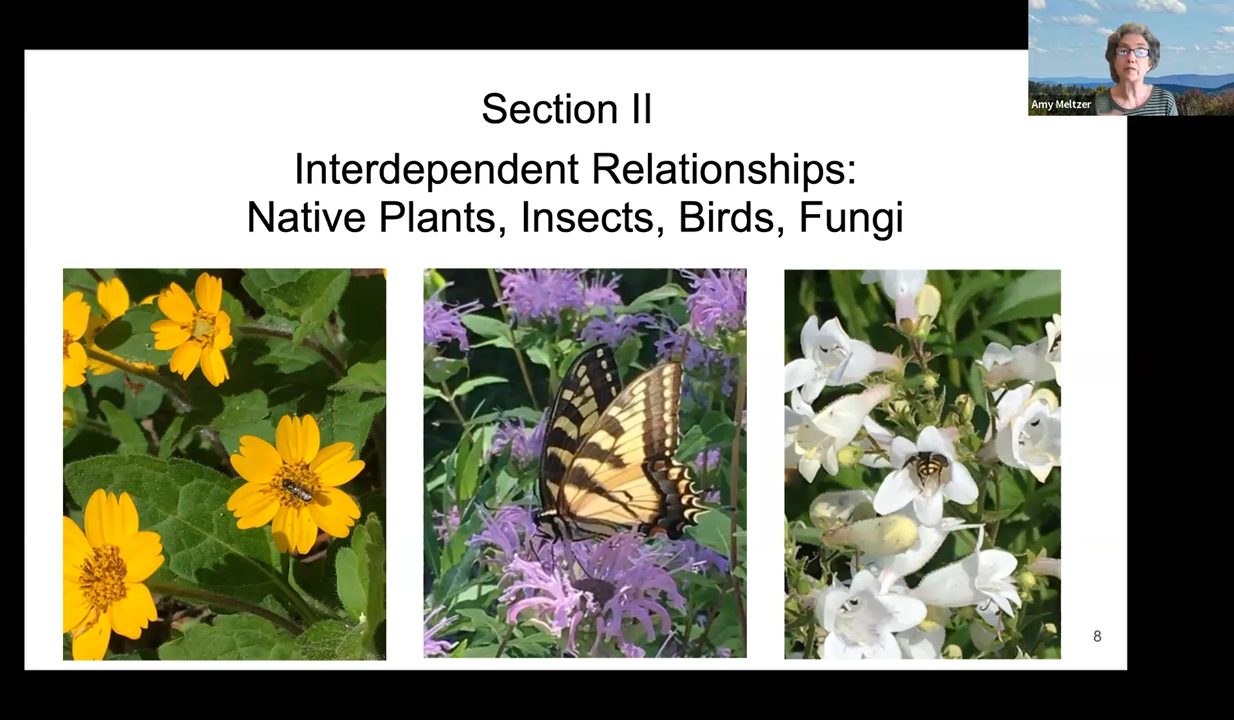 Section II
Interdependent Relationships:
Native Plants, Insects, Birds, Fungi
Amy Meltzer
8